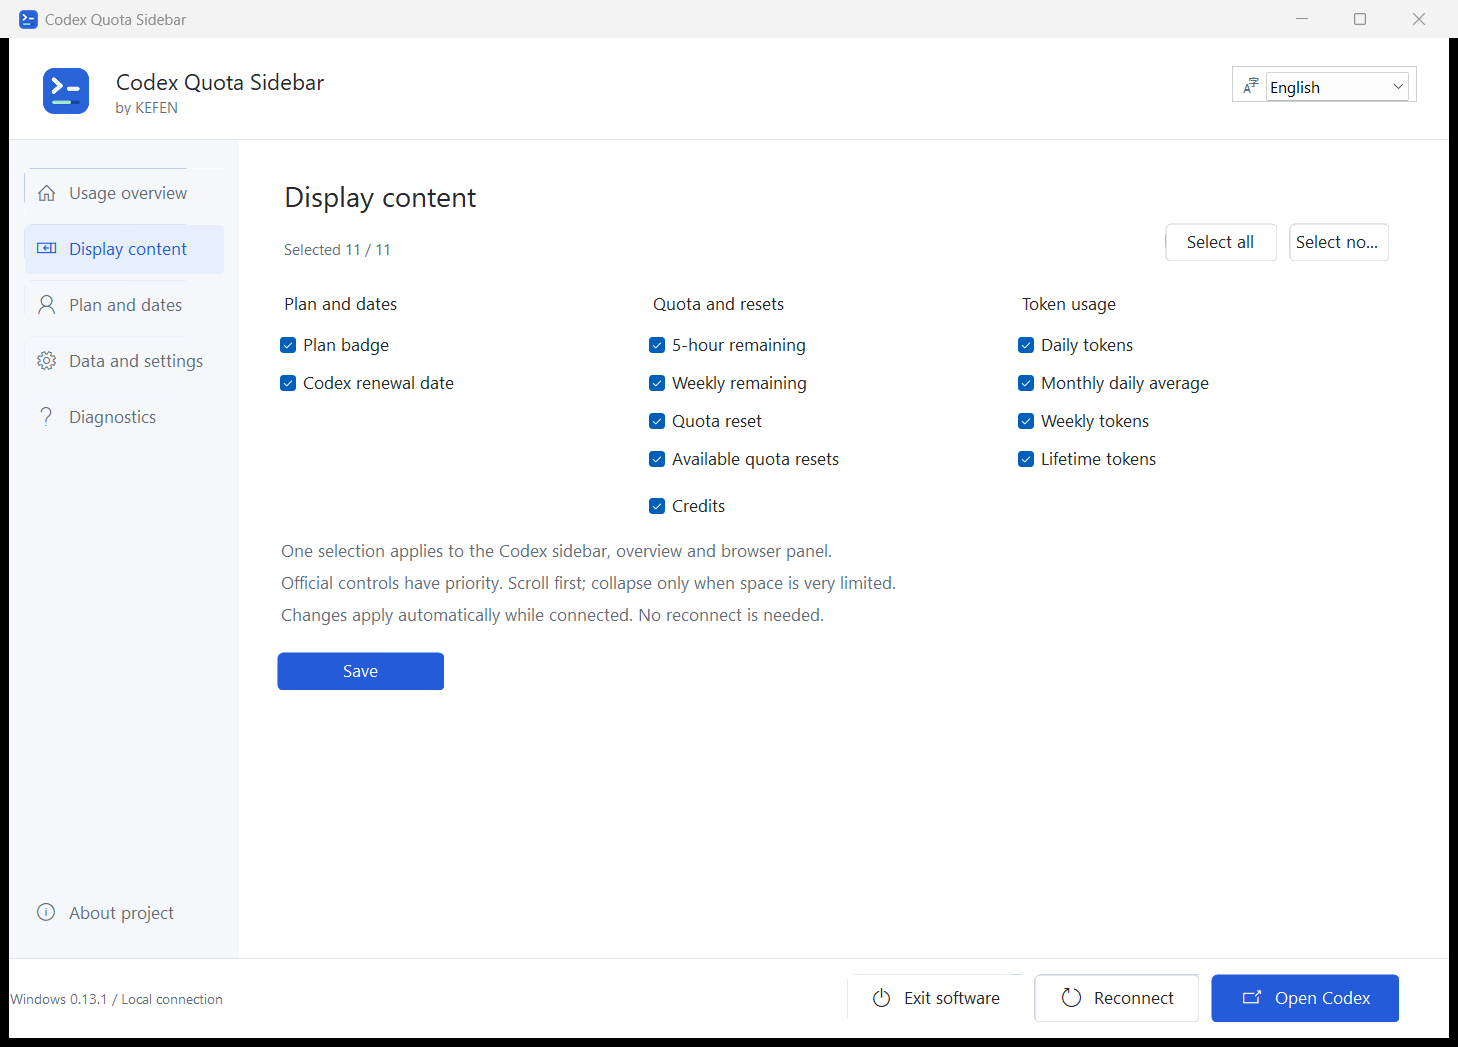 Codex Quota Sidebar
Codex Quota Sidebar
by KEFEN
English
Usage overview
Display content
Plan and dates
Data and settings
Diagnostics
About project
Display content
Selected 11 / 11
Select all
Select no...
Plan and dates
Plan badge
Codex renewal date
Quota and resets
5-hour remaining
Weekly remaining
Quota reset
Available quota resets
Credits
Token usage
Daily tokens
Monthly daily average
Weekly tokens
Lifetime tokens
One selection applies to the Codex sidebar, overview and browser panel.
Official controls have priority. Scroll first; collapse only when space is very limited.
Changes apply automatically while connected. No reconnect is needed.
Save
Windows 0.13.1 / Local connection
Exit software
Reconnect
Open Codex